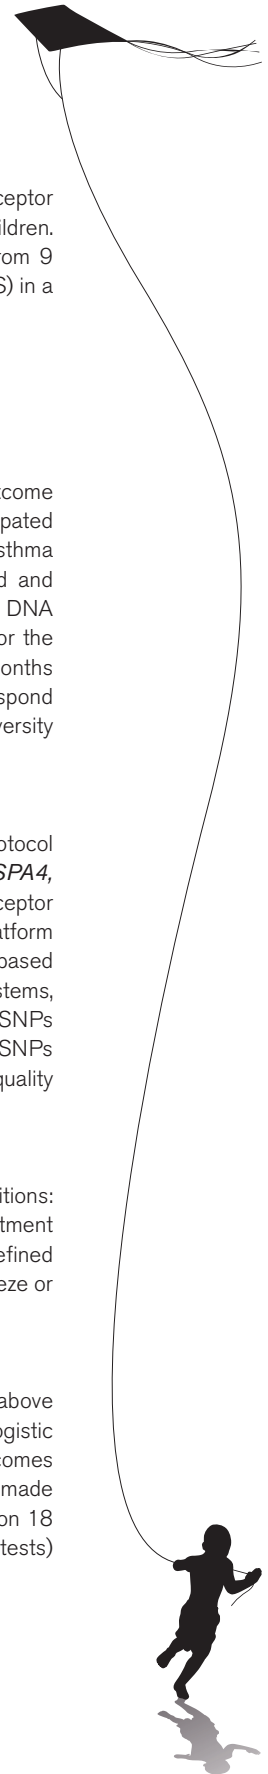 ceptor
ildren.
rom 9
S) in a
tcome
pated
sthma
d and
DNA
or the
onths
spond
versity
otocol
SPA4,
ceptor
atform
based
stems,
SNPs
SNPs
quality
itions:
tment
efined
eze or
above
ogistic
comes
made
on 18
tests)